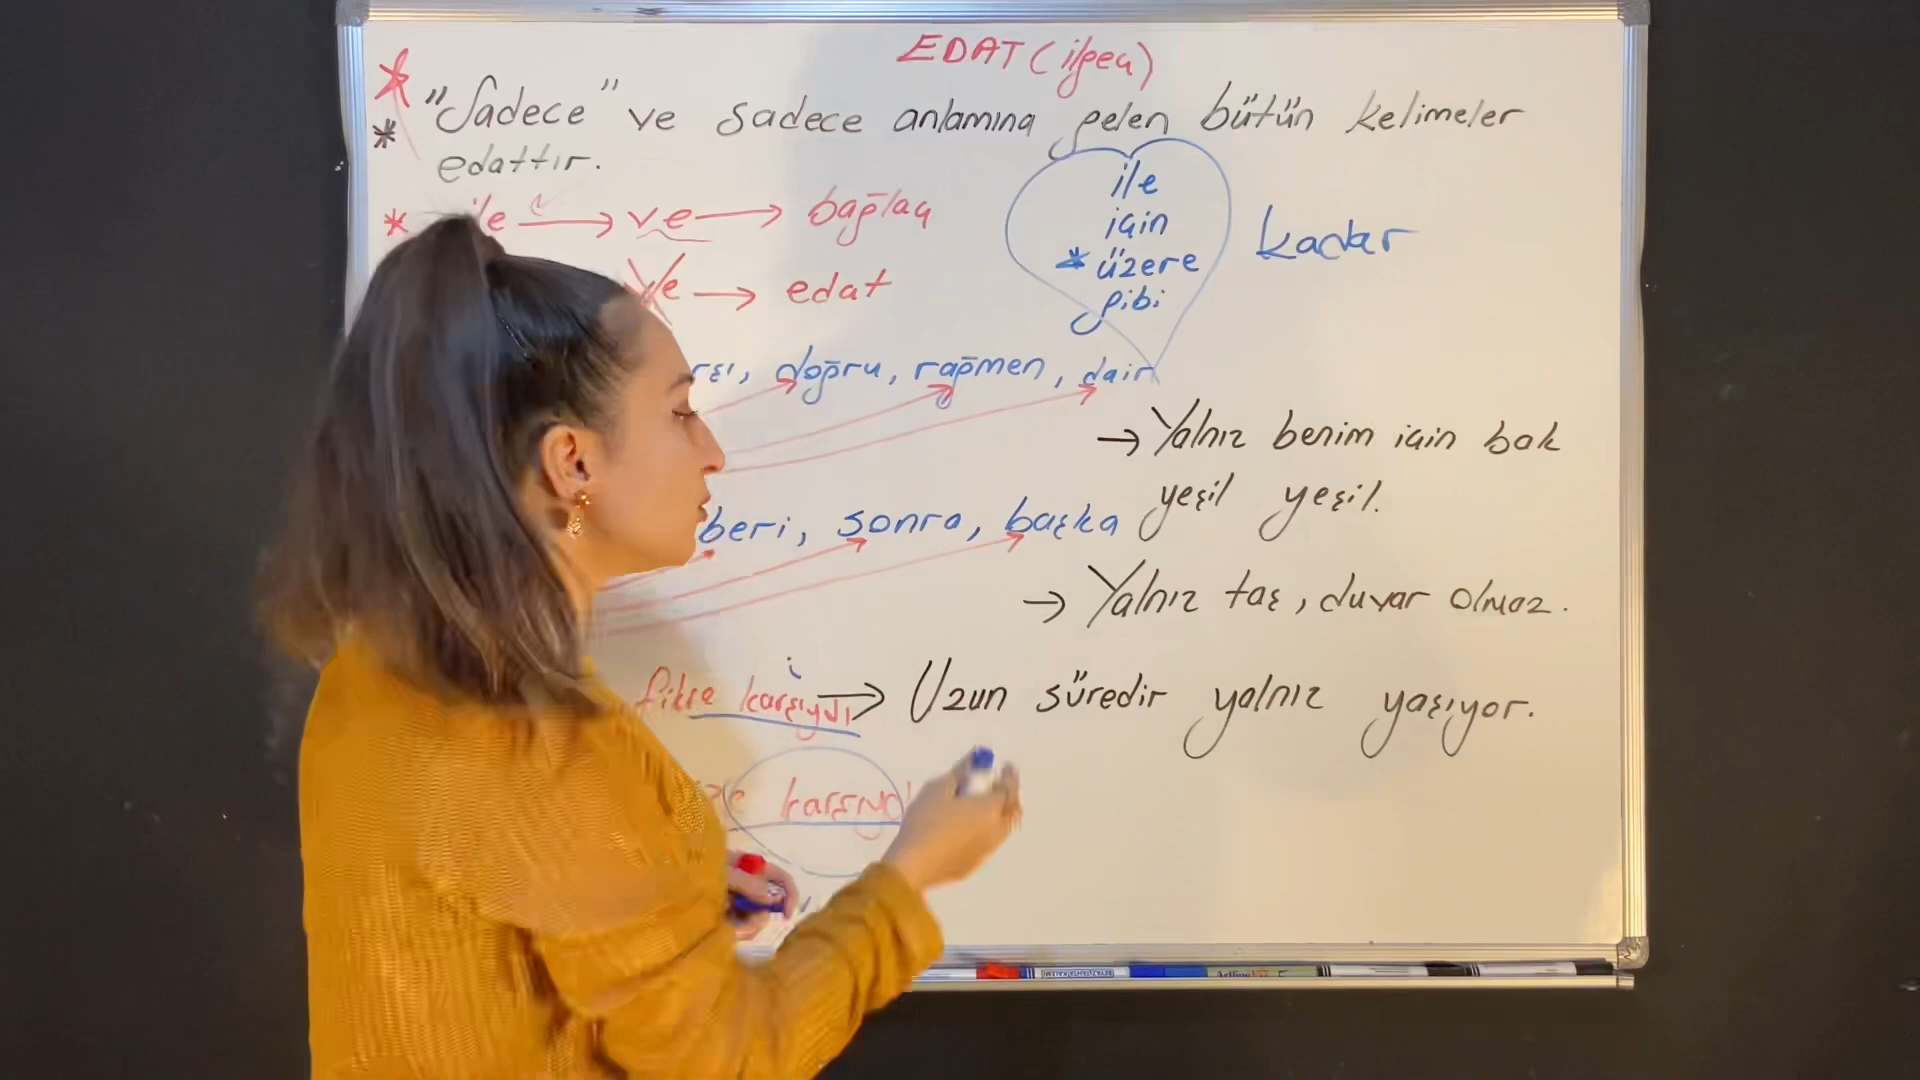 EDAT (ilgeç)
* "Sadece" ve sadece anlamına gelen bütün kelimeler
edattır.
* ile → ve → bağlaç
ve → edat
ile
için
* üzere
gibi
kadar
doğru, rağmen, dair
→ Yalnız benim için bak
yeşil yeşil.
beri, sonra, başka
→ Yalnız taş, duvar olmaz.
fikre karşıydı
→ Uzun süredir yalnız yaşıyor.